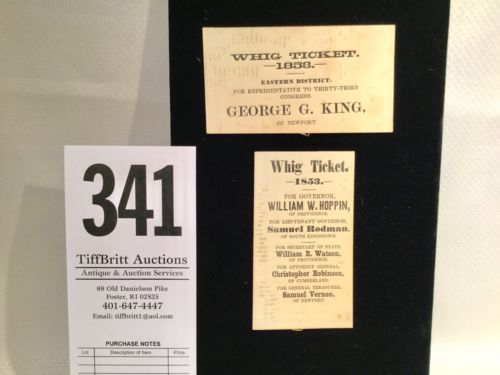 WHIG TICKET.
—1853.—
EASTERN DISTRICT.
FOR REPRESENTATIVE TO THIRTY-THIRD
CONGRESS.
GEORGE G. KING,
OF NEWPORT.
Whig Ticket.
—1853.—
FOR GOVERNOR,
WILLIAM W. HOPPIN,
OF PROVIDENCE.
FOR LIEUTENANT GOVERNOR,
Samuel Rodman,
OF SOUTH KINGSTOWN.
FOR SECRETARY OF STATE,
William R. Watson,
OF PROVIDENCE.
FOR ATTORNEY GENERAL,
Christopher Robinson,
OF CUMBERLAND
FOR GENERAL TREASURER,
Samuel Vernon,
OF NEWPORT.
341
TiffBritt Auctions
Antique & Auction Services
69 Old Danielson Pike
Foster, RI 02825
401-647-4447
Email: tiffbritt1@aol.com
PURCHASE NOTES
Lot Description of Item Price